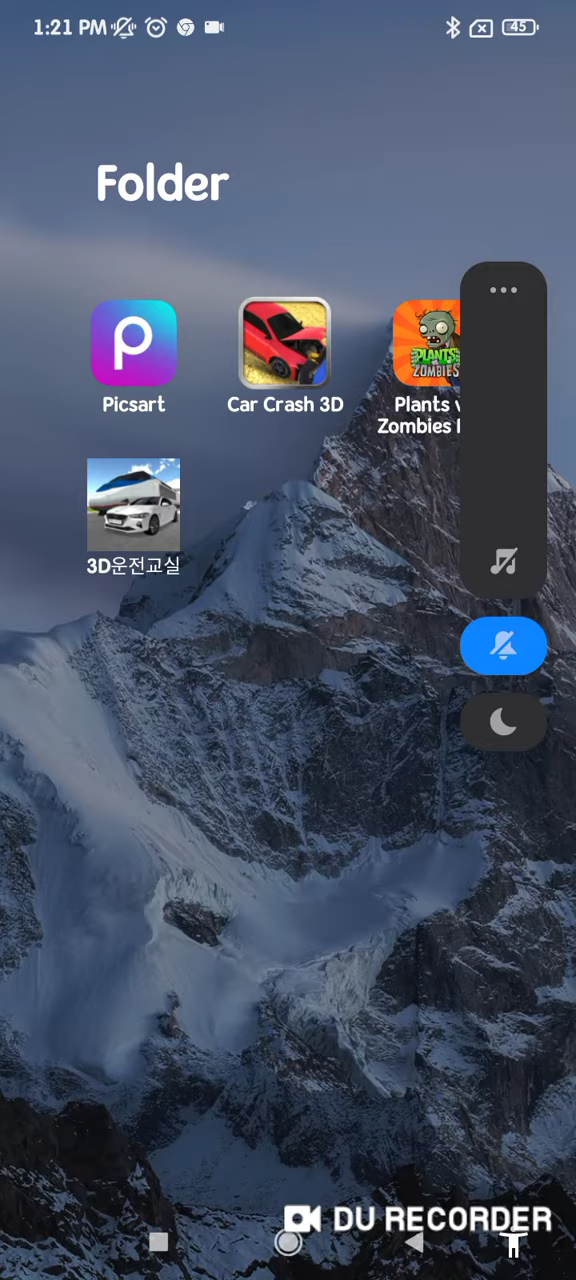 1:21 PM
45
Folder
PLANTS
VS.
ZOMBIES
Picsart
Car Crash 3D
Plants
Zombies
3D운전교실
DU RECORDER